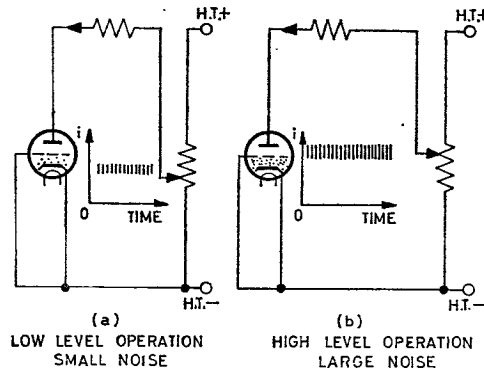 H.T.+
i
0
TIME
H.T.-
(a)
LOW LEVEL OPERATION
SMALL NOISE
H.T.+
i
0
TIME
H.T.-
(b)
HIGH LEVEL OPERATION
LARGE NOISE